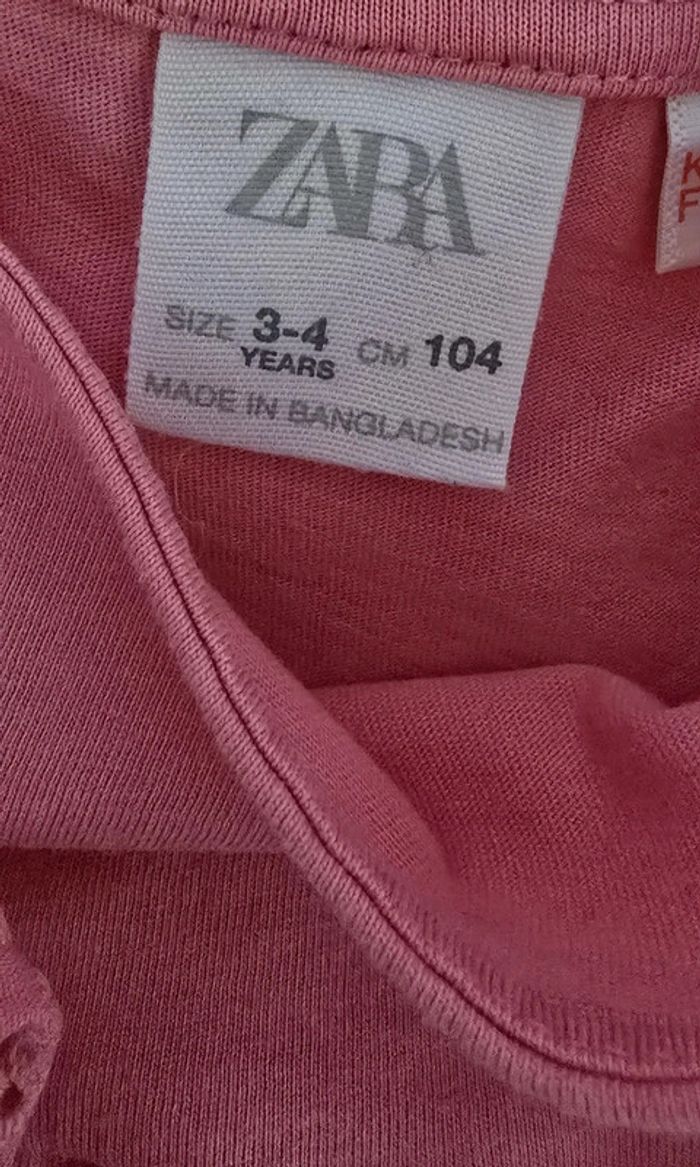 ZARA
SIZE 3-4 YEARS CM 104
MADE IN BANGLADESH
K
F